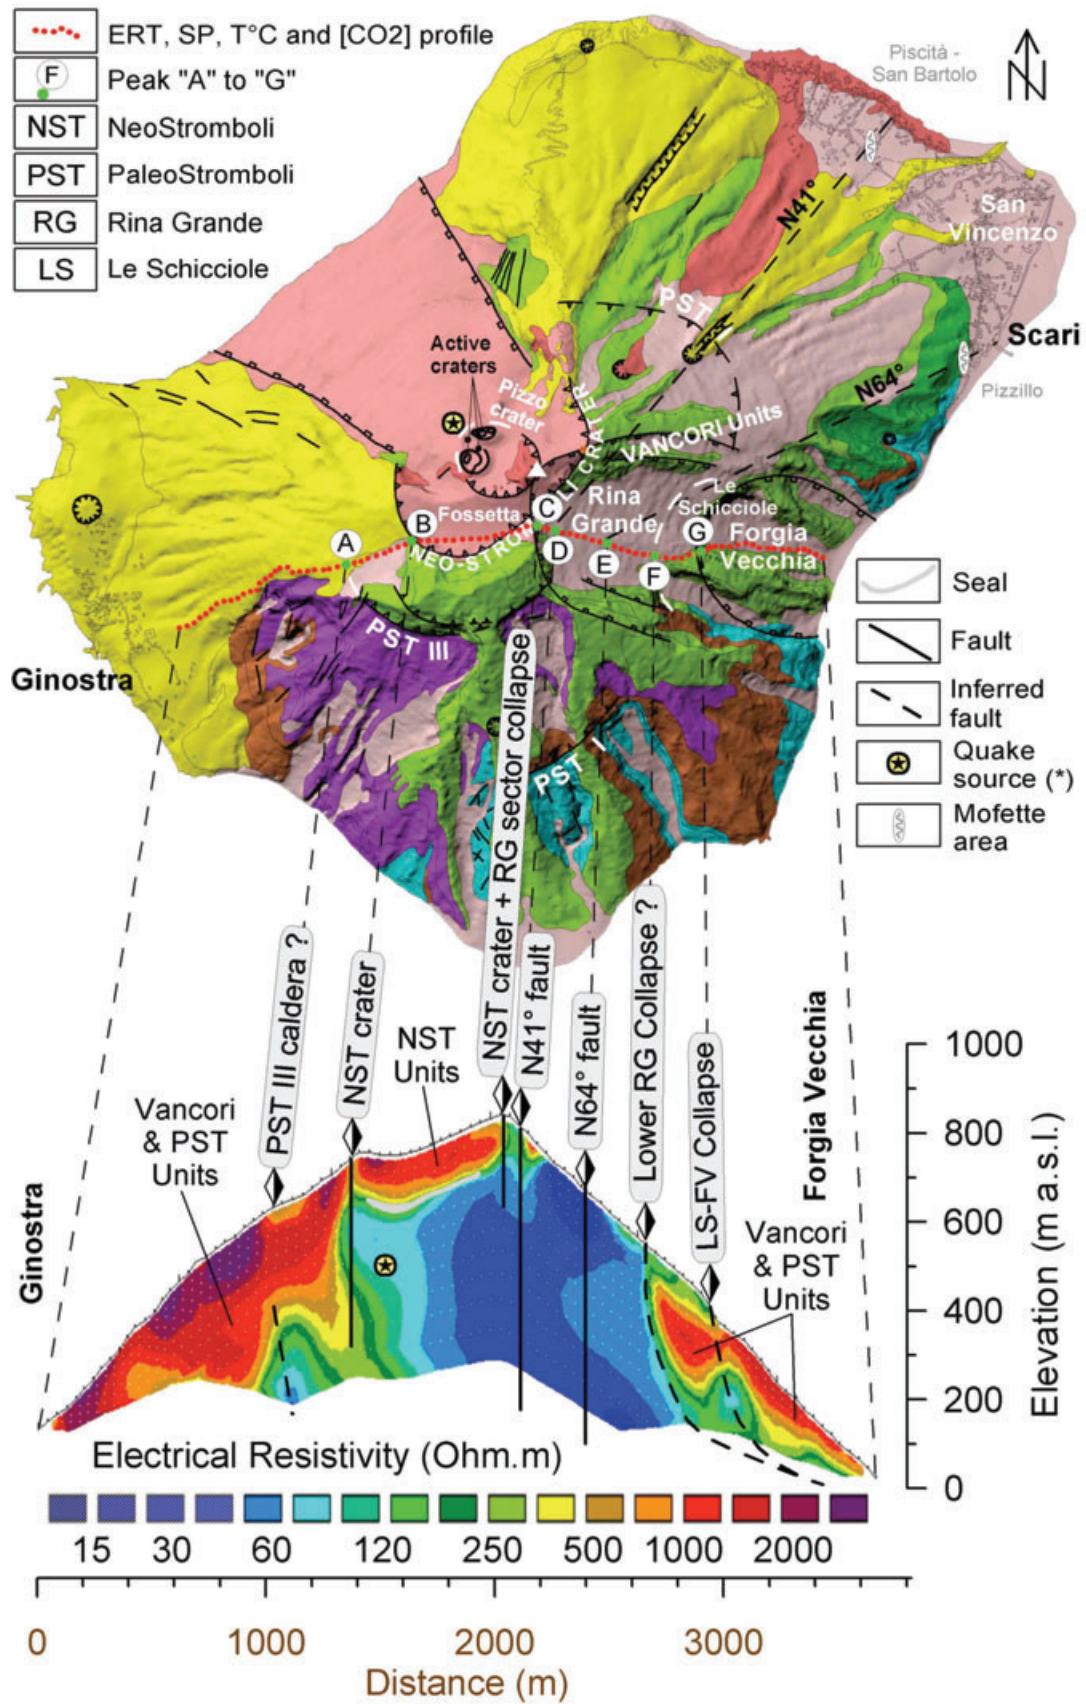 ERT, SP, T°C and [CO2] profile
F
Peak "A" to "G"
NST
NeoStromboli
PST
PaleoStromboli
RG
Rina Grande
LS
Le Schicciole
Piscità -
San Bartolo
N
N41°
San
Vincenzo
PST
Scari
Pizzillo
N64°
Active
craters
Pizzo
crater
VANCORI Units
NEO-STROMBOLI CRATER
Rina
Grande
Le
Schicciole
Fossetta
Forgia
Vecchia
A
B
C
D
E
F
G
PST III
PST I
Ginostra
Seal
Fault
Inferred
fault
Quake
source (*)
Mofette
area
PST III caldera ?
NST crater
NST crater + RG sector collapse
N41° fault
N64° fault
Lower RG Collapse ?
LS-FV Collapse
Forgia Vecchia
Ginostra
Vancori
& PST
Units
NST
Units
Vancori
& PST
Units
1000
800
600
400
200
0
Elevation (m a.s.l.)
Electrical Resistivity (Ohm.m)
15 30 60 120 250 500 1000 2000
0 1000 2000 3000
Distance (m)